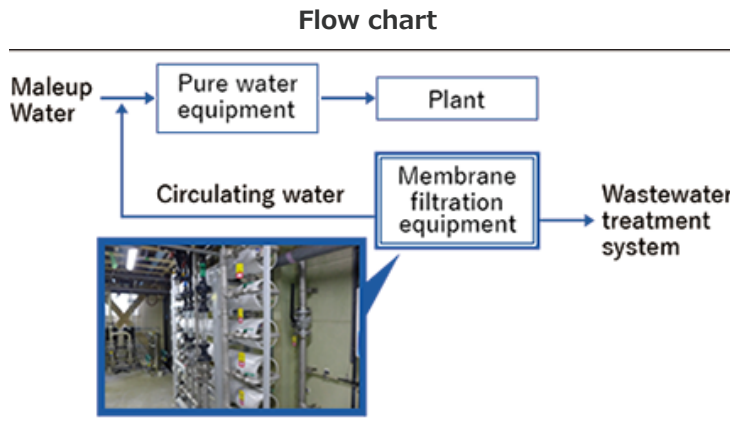 Flow chart
Maleup
Water
Pure water
equipment
Plant
Circulating water
Membrane
filtration
equipment
Wastewater
treatment
system